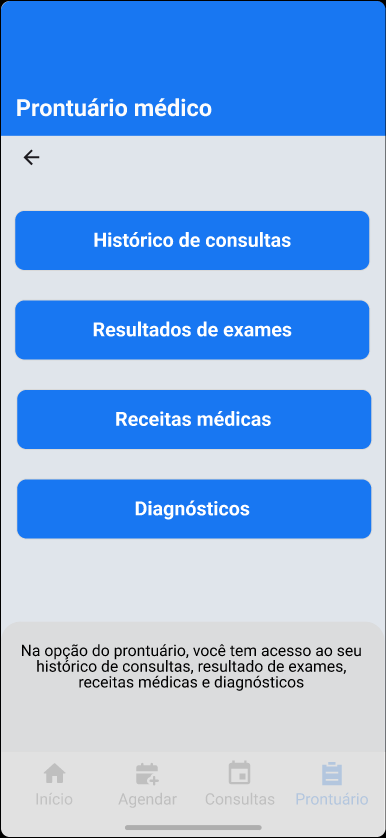 Prontuário médico
Histórico de consultas
Resultados de exames
Receitas médicas
Diagnósticos
Na opção do prontuário, você tem acesso ao seu
histórico de consultas, resultado de exames,
receitas médicas e diagnósticos
Início Agendar Consultas Prontuário